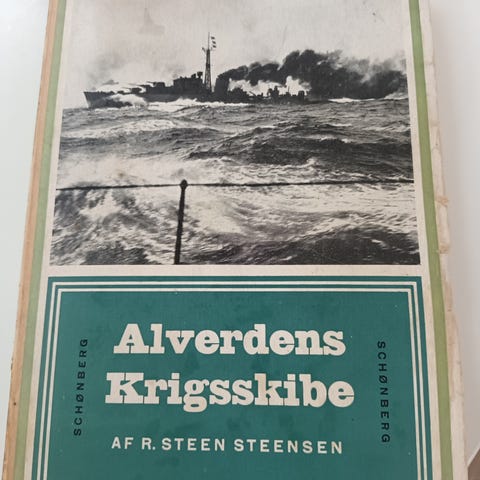 Alverdens
Krigsskibe
AF R. STEEN STEENSEN
SCHØNBERG
SCHØNBERG